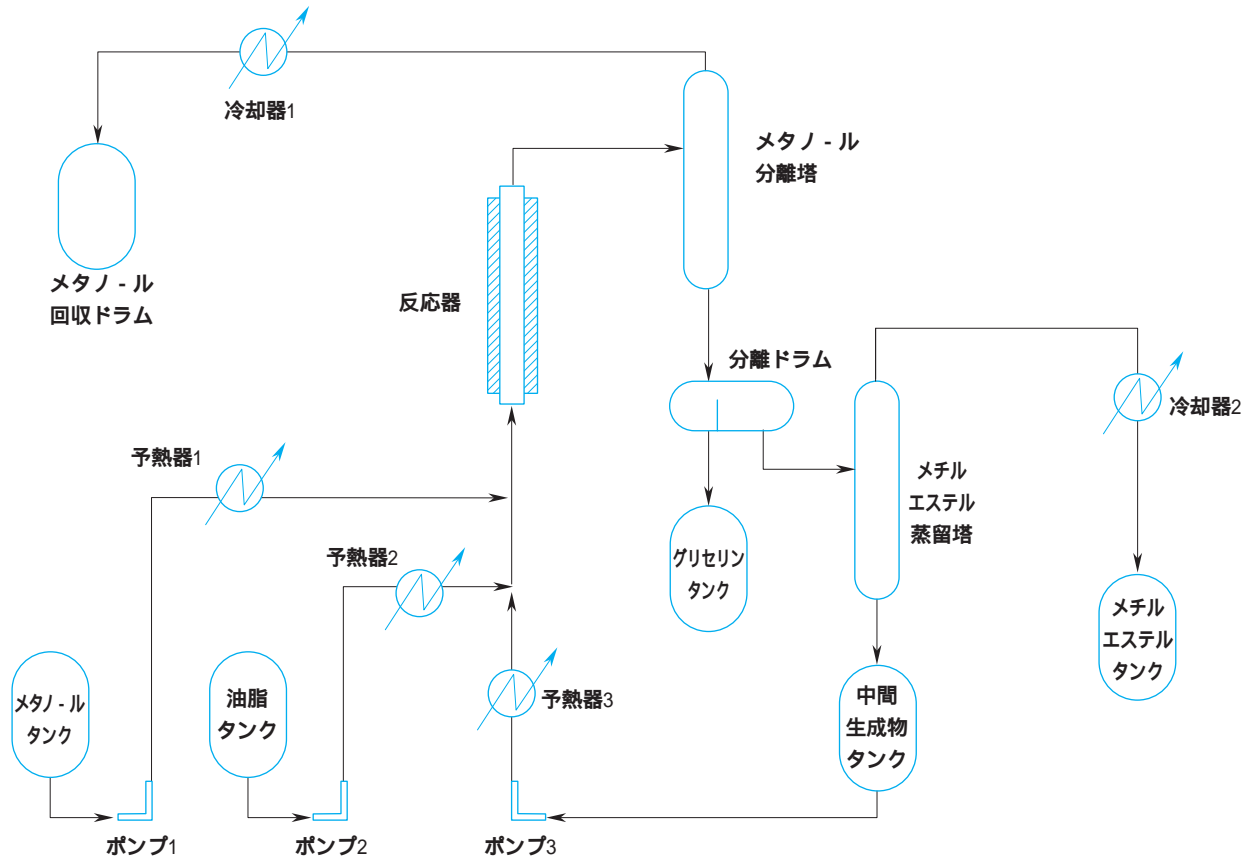 冷却器1
メタノ-ル
分離塔
メタノ-ル
回収ドラム
反応器
分離ドラム
冷却器2
予熱器1
メチル
エステル
蒸留塔
予熱器2
グリセリン
タンク
メチル
エステル
タンク
メタノ-ル
タンク
油脂
タンク
予熱器3
中間
生成物
タンク
ポンプ1
ポンプ2
ポンプ3